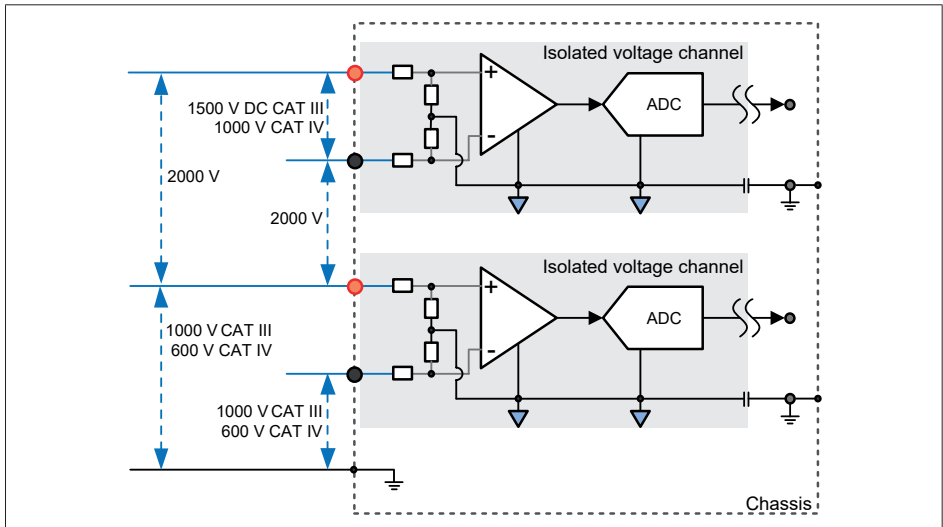 Isolated voltage channel
+
-
ADC
1500 V DC CAT III
1000 V CAT IV
2000 V
2000 V
Isolated voltage channel
+
-
ADC
1000 V CAT III
600 V CAT IV
1000 V CAT III
600 V CAT IV
Chassis